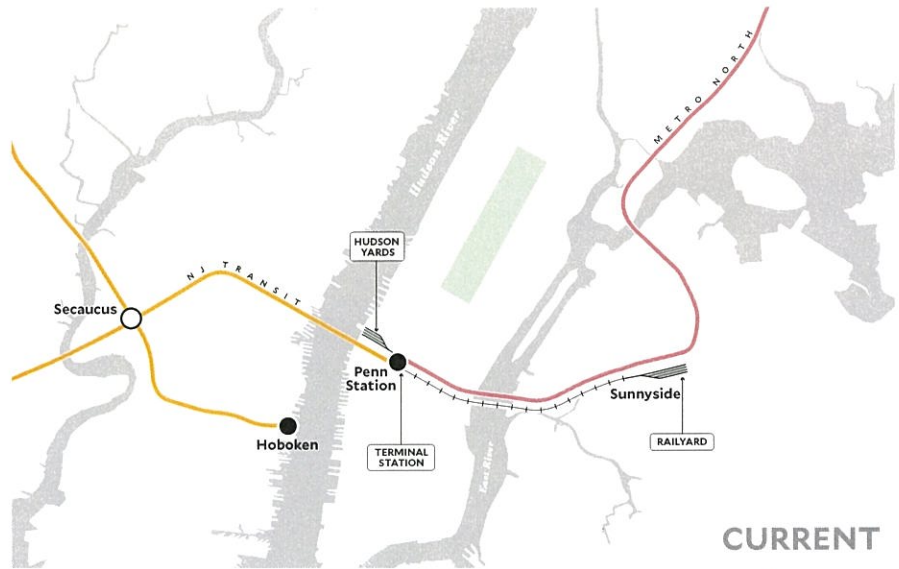 METRO NORTH
Hudson River
HUDSON
YARDS
NJ TRANSIT
Secaucus
Penn
Station
Sunnyside
Hoboken
TERMINAL
STATION
RAILYARD
East River
CURRENT